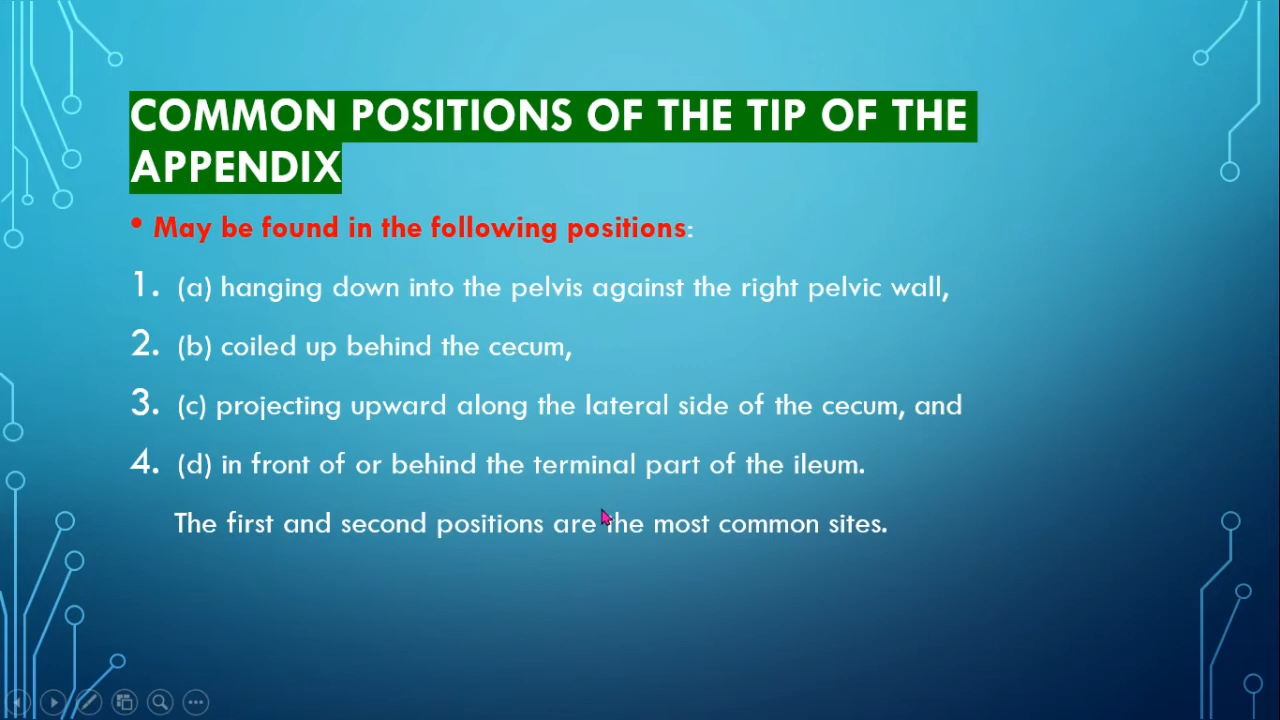 COMMON POSITIONS OF THE TIP OF THE
APPENDIX
• May be found in the following positions:
1. (a) hanging down into the pelvis against the right pelvic wall,
2. (b) coiled up behind the cecum,
3. (c) projecting upward along the lateral side of the cecum, and
4. (d) in front of or behind the terminal part of the ileum.
The first and second positions are the most common sites.